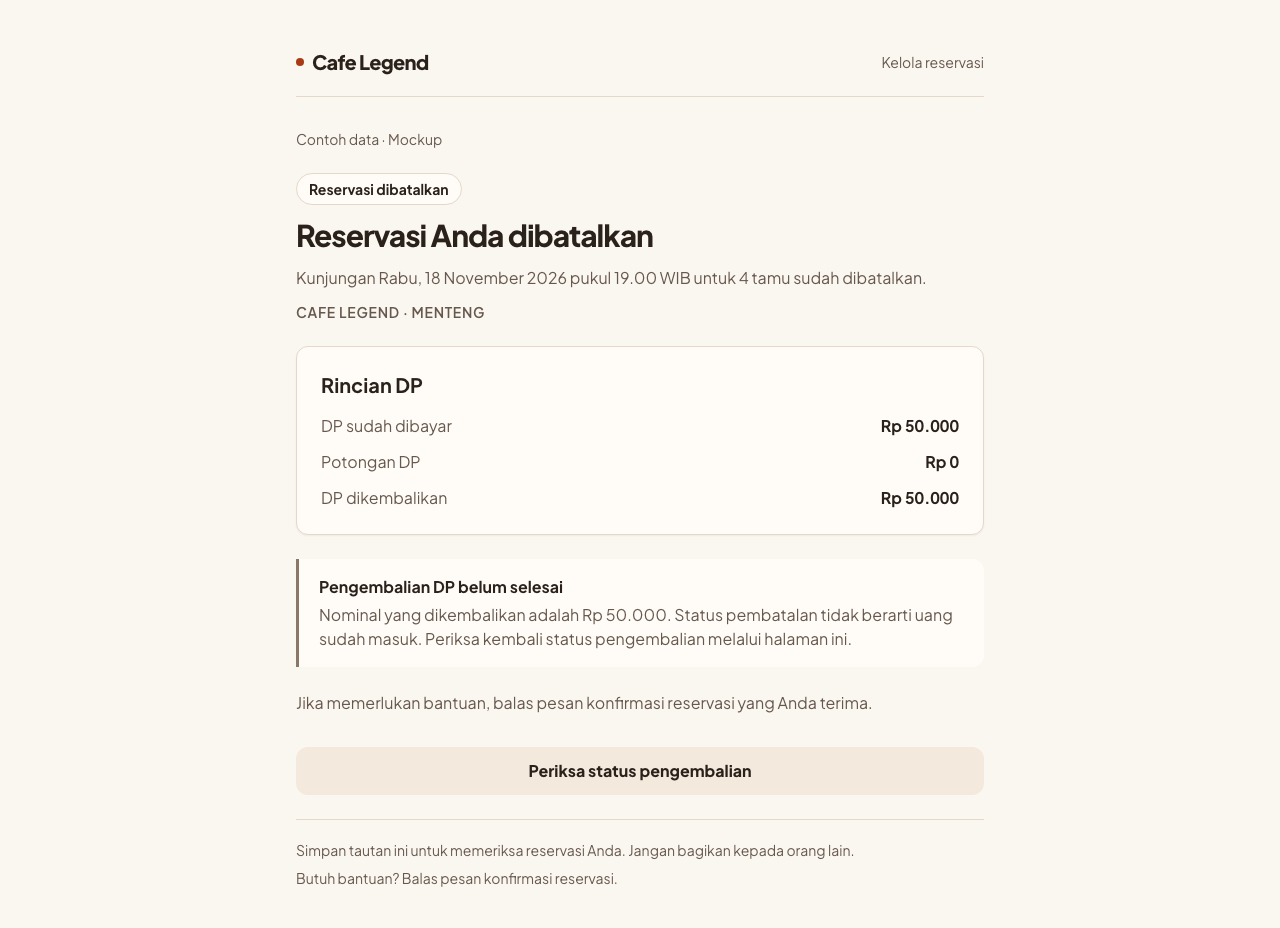 Cafe Legend
Kelola reservasi
Contoh data · Mockup
Reservasi dibatalkan
Reservasi Anda dibatalkan
Kunjungan Rabu, 18 November 2026 pukul 19.00 WIB untuk 4 tamu sudah dibatalkan.
CAFE LEGEND · MENTENG
Rincian DP
DP sudah dibayar Rp 50.000
Potongan DP Rp 0
DP dikembalikan Rp 50.000
Pengembalian DP belum selesai
Nominal yang dikembalikan adalah Rp 50.000. Status pembatalan tidak berarti uang
sudah masuk. Periksa kembali status pengembalian melalui halaman ini.
Jika memerlukan bantuan, balas pesan konfirmasi reservasi yang Anda terima.
Periksa status pengembalian
Simpan tautan ini untuk memeriksa reservasi Anda. Jangan bagikan kepada orang lain.
Butuh bantuan? Balas pesan konfirmasi reservasi.